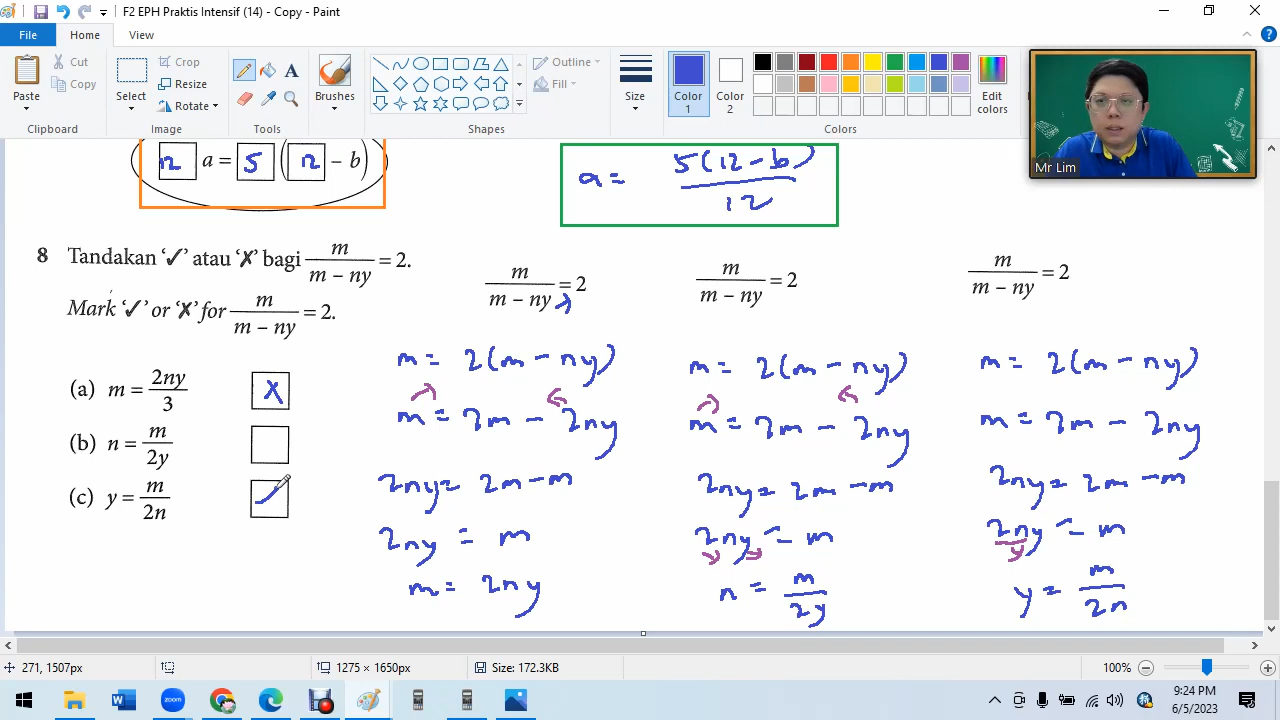 F2 EPH Praktis Intensif (14) - Copy - Paint
File Home View
Paste Cut Copy Clipboard
Select Crop Resize Rotate Image
Tools
Brushes
Shapes Outline Fill
Size
Color 1 Color 2 Edit colors Colors
Mr Lim
12 a = 5 (12 – b)
a = 5(12 - b) / 12
8 Tandakan ‘✓’ atau ‘✗’ bagi m/(m – ny) = 2.
Mark ‘✓’ or ‘✗’ for m/(m – ny) = 2.
(a) m = 2ny/3 X
(b) n = m/2y
(c) y = m/2n
m/(m – ny) = 2
m = 2(m - ny)
m = 2m - 2ny
2ny = 2m - m
2ny = m
m = 2ny
m/(m – ny) = 2
m = 2(m - ny)
m = 2m - 2ny
2ny = 2m - m
2ny = m
n = m/2y
m/(m – ny) = 2
m = 2(m - ny)
m = 2m - 2ny
2ny = 2m - m
2ny = m
y = m/2n
271, 1507px 1275 × 1650px Size: 172.3KB 100%
zoom
9:24 PM
6/5/2023